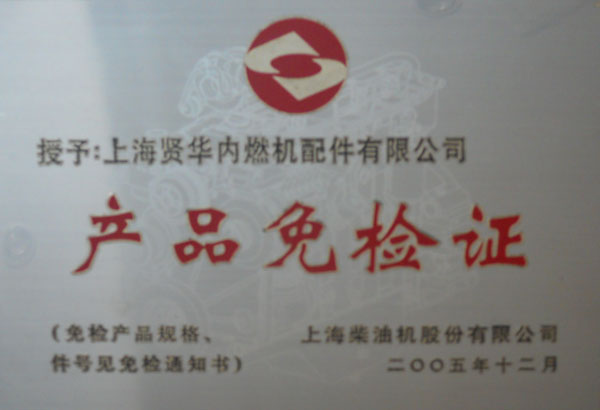 授予:上海贤华内燃机配件有限公司
产品免检证
(免检产品规格、
件号见免检通知书)
上海柴油机股份有限公司
二〇〇五年十二月